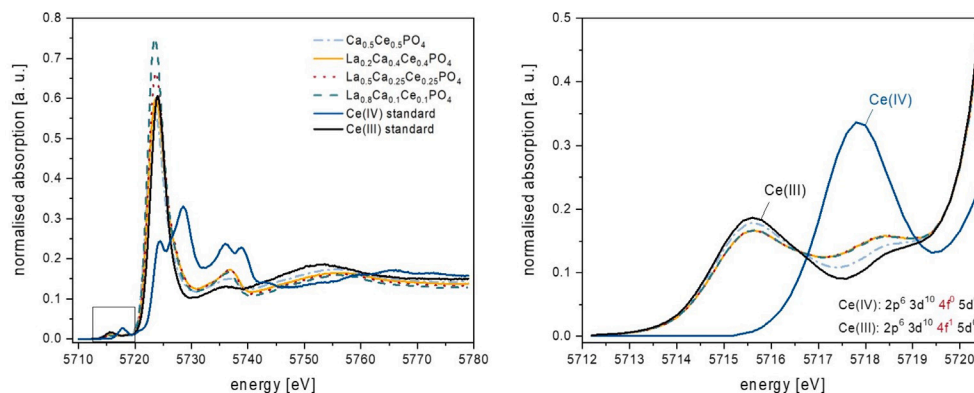 0.8
0.7
0.6
0.5
0.4
0.3
0.2
0.1
0.0
normalised absorption [a. u.]
Ca0.5Ce0.5PO4
La0.2Ca0.4Ce0.4PO4
La0.5Ca0.25Ce0.25PO4
La0.8Ca0.1Ce0.1PO4
Ce(IV) standard
Ce(III) standard
5710 5720 5730 5740 5750 5760 5770 5780
energy [eV]
0.5
0.4
0.3
0.2
0.1
0.0
normalised absorption [a. u.]
Ce(IV)
Ce(III)
Ce(IV): 2p6 3d10 4f0 5d
Ce(III): 2p6 3d10 4f1 5d
5712 5713 5714 5715 5716 5717 5718 5719 5720
energy [eV]